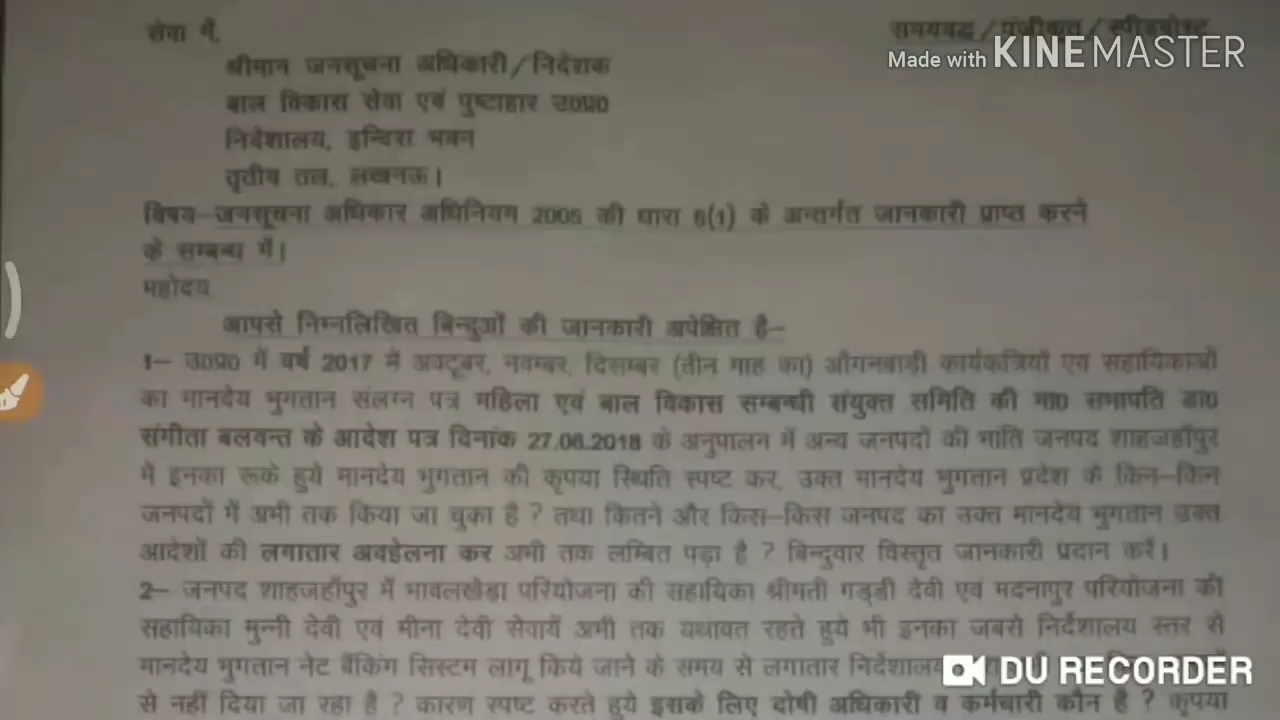 सेवा में,
समयबद्ध/पंजीकृत/स्पीडपोस्ट
Made with KINEMASTER
श्रीमान जनसूचना अधिकारी/निदेशक
बाल विकास सेवा एवं पुष्टाहार उ0प्र0
निदेशालय, इन्दिरा भवन
तृतीय तल, लखनऊ।
विषय–जनसूचना अधिकार अधिनियम 2005 की धारा 6(1) के अन्तर्गत जानकारी प्राप्त करने
के सम्बन्ध में।
महोदय,
आपसे निम्नलिखित बिन्दुओं की जानकारी अपेक्षित है–
1– उ0प्र0 में वर्ष 2017 में अक्टूबर, नवम्बर, दिसम्बर (तीन माह का) आँगनबाड़ी कार्यकत्रियों एवं सहायिकाओं
का मानदेय भुगतान संलग्न पत्र महिला एवं बाल विकास सम्बन्धी संयुक्त समिति की मा0 सभापति डा0
संगीता बलवन्त के आदेश पत्र दिनांक 27.08.2018 के अनुपालन में अन्य जनपदों की भांति जनपद शाहजहाँपुर
में इनका रूके हुये मानदेय भुगतान की कृपया स्थिति स्पष्ट कर, उक्त मानदेय भुगतान प्रदेश के किन–किन
जनपदों में अभी तक किया जा चुका है ? तथा कितने और किस–किस जनपद का उक्त मानदेय भुगतान उक्त
आदेशों की लगातार अवहेलना कर अभी तक लम्बित पड़ा है ? बिन्दुवार विस्तृत जानकारी प्रदान करें।
2– जनपद शाहजहाँपुर में भावलखेड़ा परियोजना की सहायिका श्रीमती गड्डी देवी एवं मदनापुर परियोजना की
सहायिका मुन्नी देवी एवं मीना देवी सेवायें अभी तक यथावत रहते हुये भी इनका जबसे निर्देशालय स्तर से
मानदेय भुगतान नेट बैंकिंग सिस्टम लागू किये जाने के समय से लगातार निर्देशालय
DU RECORDER
से नहीं दिया जा रहा है ? कारण स्पष्ट करते हुये इसके लिए दोषी अधिकारी व कर्मचारी कौन है ? कृपया